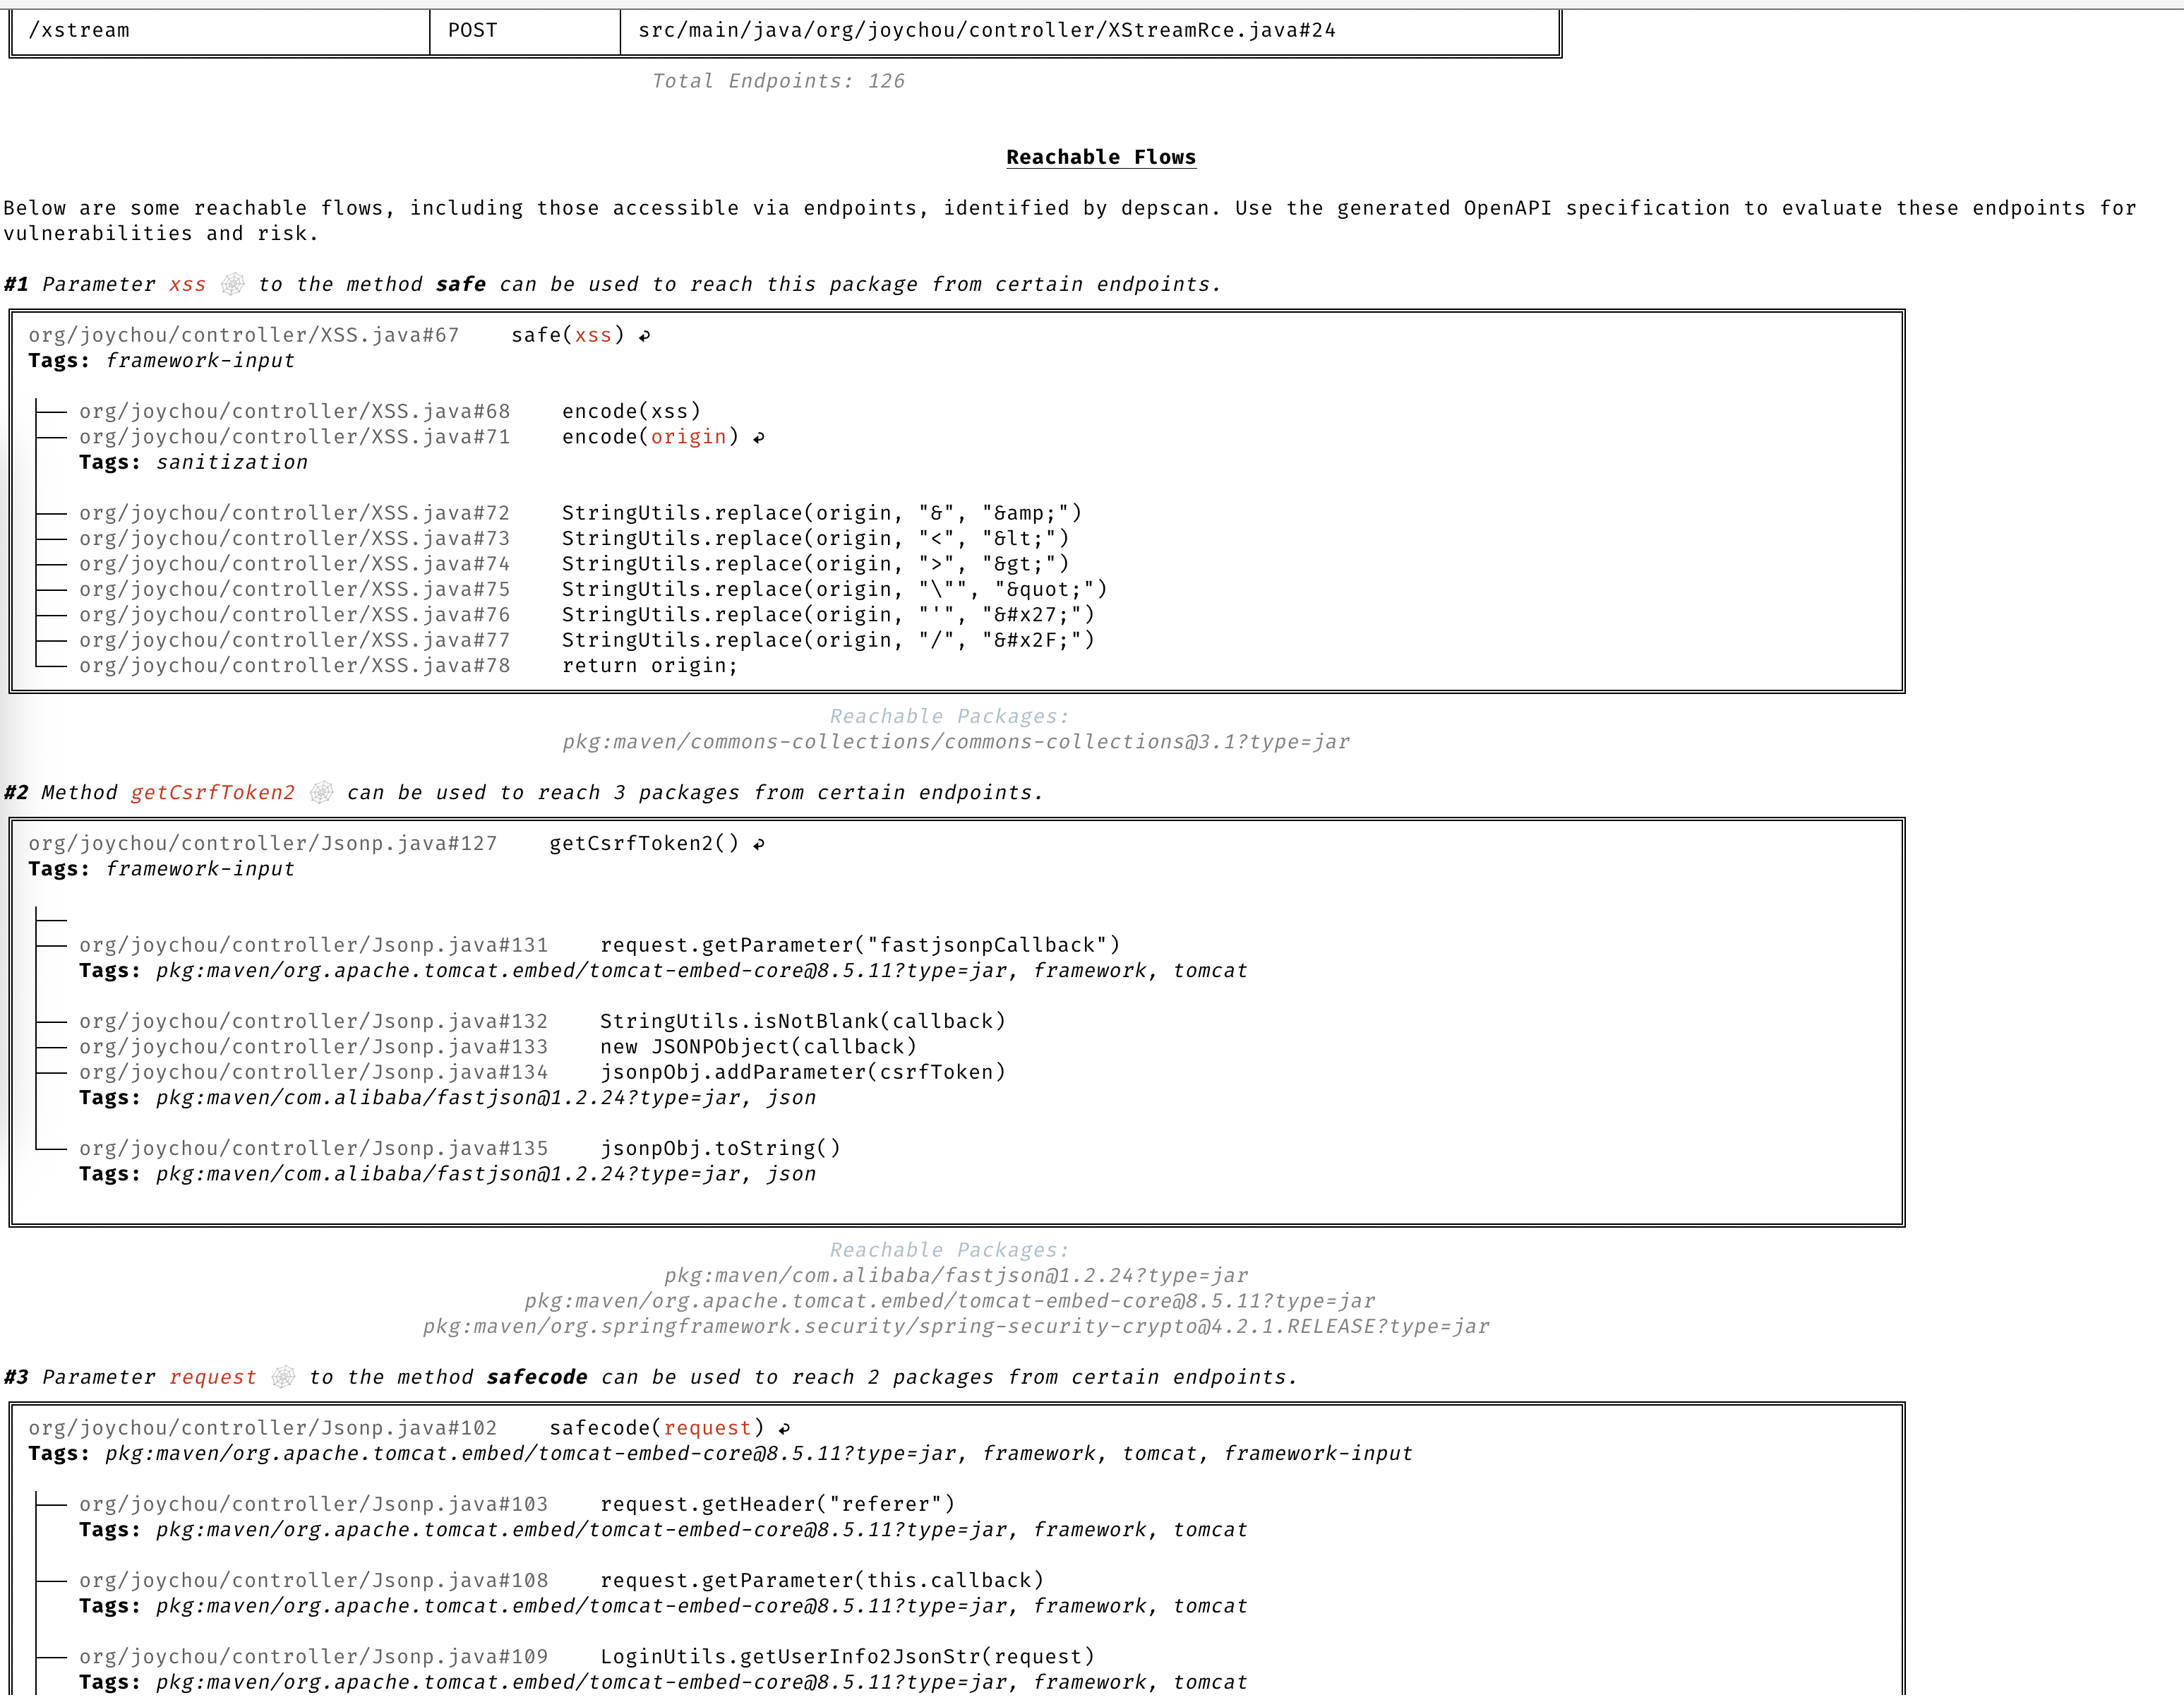 /xstream POST src/main/java/org/joychou/controller/XStreamRce.java#24
Total Endpoints: 126
Reachable Flows
Below are some reachable flows, including those accessible via endpoints, identified by depscan. Use the generated OpenAPI specification to evaluate these endpoints for
vulnerabilities and risk.
#1 Parameter xss 🕸 to the method safe can be used to reach this package from certain endpoints.
org/joychou/controller/XSS.java#67 safe(xss) ⤶
Tags: framework-input
├── org/joychou/controller/XSS.java#68 encode(xss)
├── org/joychou/controller/XSS.java#71 encode(origin) ⤶
Tags: sanitization
├── org/joychou/controller/XSS.java#72 StringUtils.replace(origin, "&", "&amp;")
├── org/joychou/controller/XSS.java#73 StringUtils.replace(origin, "<", "&lt;")
├── org/joychou/controller/XSS.java#74 StringUtils.replace(origin, ">", "&gt;")
├── org/joychou/controller/XSS.java#75 StringUtils.replace(origin, "\"", "&quot;")
├── org/joychou/controller/XSS.java#76 StringUtils.replace(origin, "'", "&#x27;")
├── org/joychou/controller/XSS.java#77 StringUtils.replace(origin, "/", "&#x2F;")
└── org/joychou/controller/XSS.java#78 return origin;
Reachable Packages:
pkg:maven/commons-collections/commons-collections@3.1?type=jar
#2 Method getCsrfToken2 🕸 can be used to reach 3 packages from certain endpoints.
org/joychou/controller/Jsonp.java#127 getCsrfToken2() ⤶
Tags: framework-input
├──
├── org/joychou/controller/Jsonp.java#131 request.getParameter("fastjsonpCallback")
Tags: pkg:maven/org.apache.tomcat.embed/tomcat-embed-core@8.5.11?type=jar, framework, tomcat
├── org/joychou/controller/Jsonp.java#132 StringUtils.isNotBlank(callback)
├── org/joychou/controller/Jsonp.java#133 new JSONPObject(callback)
├── org/joychou/controller/Jsonp.java#134 jsonpObj.addParameter(csrfToken)
Tags: pkg:maven/com.alibaba/fastjson@1.2.24?type=jar, json
└── org/joychou/controller/Jsonp.java#135 jsonpObj.toString()
Tags: pkg:maven/com.alibaba/fastjson@1.2.24?type=jar, json
Reachable Packages:
pkg:maven/com.alibaba/fastjson@1.2.24?type=jar
pkg:maven/org.apache.tomcat.embed/tomcat-embed-core@8.5.11?type=jar
pkg:maven/org.springframework.security/spring-security-crypto@4.2.1.RELEASE?type=jar
#3 Parameter request 🕸 to the method safecode can be used to reach 2 packages from certain endpoints.
org/joychou/controller/Jsonp.java#102 safecode(request) ⤶
Tags: pkg:maven/org.apache.tomcat.embed/tomcat-embed-core@8.5.11?type=jar, framework, tomcat, framework-input
├── org/joychou/controller/Jsonp.java#103 request.getHeader("referer")
Tags: pkg:maven/org.apache.tomcat.embed/tomcat-embed-core@8.5.11?type=jar, framework, tomcat
├── org/joychou/controller/Jsonp.java#108 request.getParameter(this.callback)
Tags: pkg:maven/org.apache.tomcat.embed/tomcat-embed-core@8.5.11?type=jar, framework, tomcat
├── org/joychou/controller/Jsonp.java#109 LoginUtils.getUserInfo2JsonStr(request)
Tags: pkg:maven/org.apache.tomcat.embed/tomcat-embed-core@8.5.11?type=jar, framework, tomcat